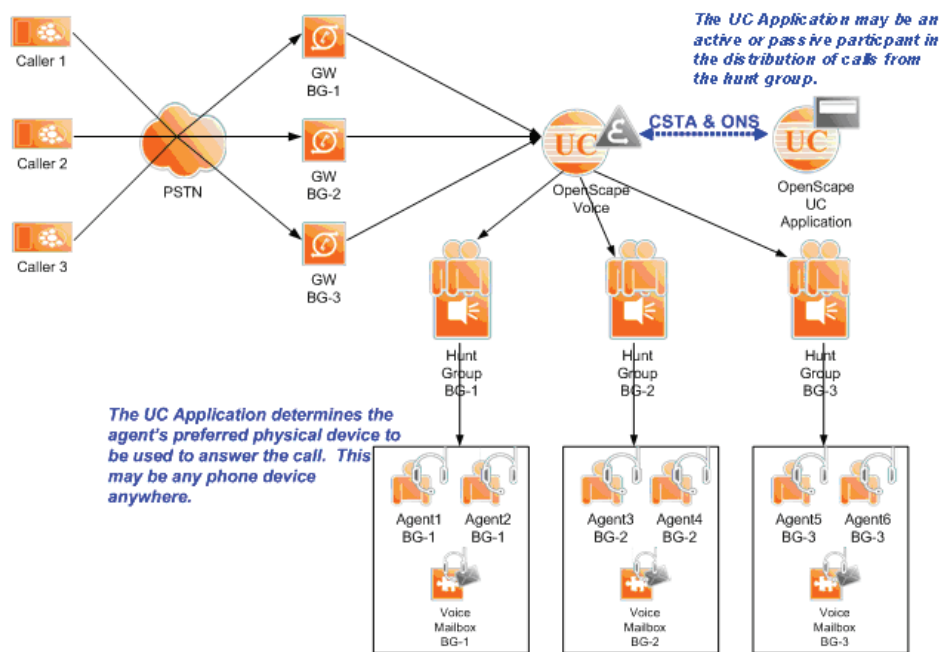 Caller 1
Caller 2
Caller 3
PSTN
GW
BG-1
GW
BG-2
GW
BG-3
The UC Application may be an
active or passive particpant in
the distribution of calls from
the hunt group.
UC
OpenScape
Voice
CSTA & ONS
UC
OpenScape
UC
Application
Hunt
Group
BG-1
Hunt
Group
BG-2
Hunt
Group
BG-3
The UC Application determines the
agent's preferred physical device to
be used to answer the call. This
may be any phone device
anywhere.
Agent1
BG-1
Agent2
BG-1
Voice
Mailbox
BG-1
Agent3
BG-2
Agent4
BG-2
Voice
Mailbox
BG-2
Agent5
BG-3
Agent6
BG-3
Voice
Mailbox
BG-3